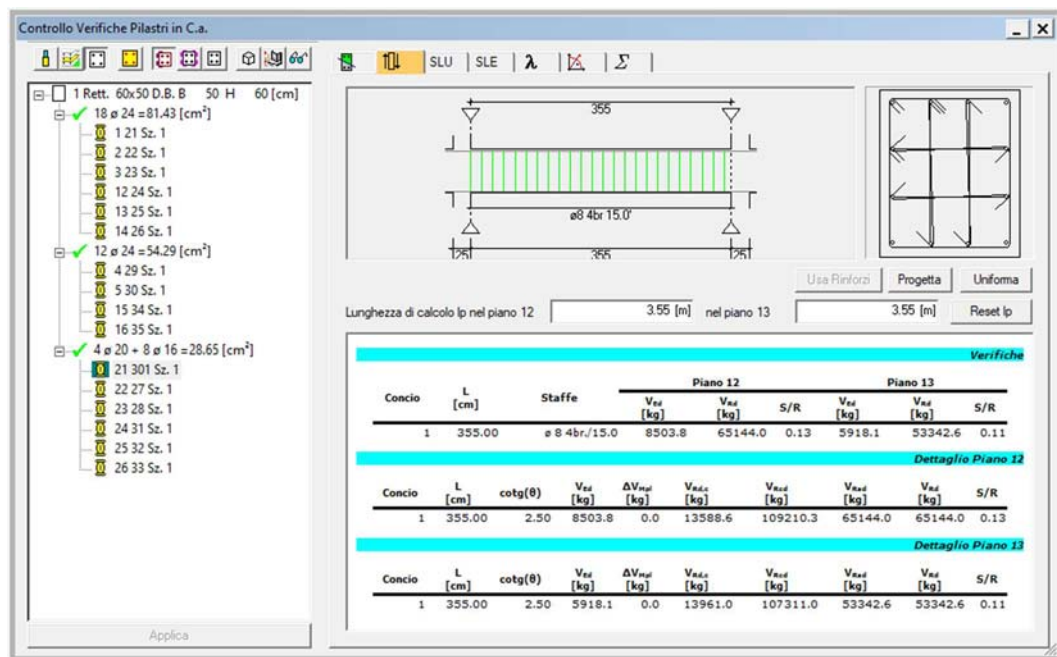 Controllo Verifiche Pilastri in C.a.
SLU SLE λ Σ
1 Rett. 60x50 D.B. B 50 H 60 [cm]
18 ø 24 =81.43 [cm²]
1 21 Sz. 1
2 22 Sz. 1
3 23 Sz. 1
12 24 Sz. 1
13 25 Sz. 1
14 26 Sz. 1
12 ø 24 =54.29 [cm²]
4 29 Sz. 1
5 30 Sz. 1
15 34 Sz. 1
16 35 Sz. 1
4 ø 20 + 8 ø 16 =28.65 [cm²]
21 301 Sz. 1
22 27 Sz. 1
23 28 Sz. 1
24 31 Sz. 1
25 32 Sz. 1
26 33 Sz. 1
Applica
355
ø8 4br 15.0'
25 355 25
Usa Rinforzi Progetta Uniforma
Lunghezza di calcolo lp nel piano 12 3.55 [m] nel piano 13 3.55 [m] Reset lp
Verifiche
Piano 12 Piano 13
Concio L [cm] Staffe VEd [kg] VRd [kg] S/R VEd [kg] VRd [kg] S/R
1 355.00 ø 8 4br./15.0 8503.8 65144.0 0.13 5918.1 53342.6 0.11
Dettaglio Piano 12
Concio L [cm] cotg(θ) VEd [kg] ΔVMpl [kg] VRd,c [kg] VRcd [kg] VRsd [kg] VRd [kg] S/R
1 355.00 2.50 8503.8 0.0 13588.6 109210.3 65144.0 65144.0 0.13
Dettaglio Piano 13
Concio L [cm] cotg(θ) VEd [kg] ΔVMpl [kg] VRd,c [kg] VRcd [kg] VRsd [kg] VRd [kg] S/R
1 355.00 2.50 5918.1 0.0 13961.0 107311.0 53342.6 53342.6 0.11